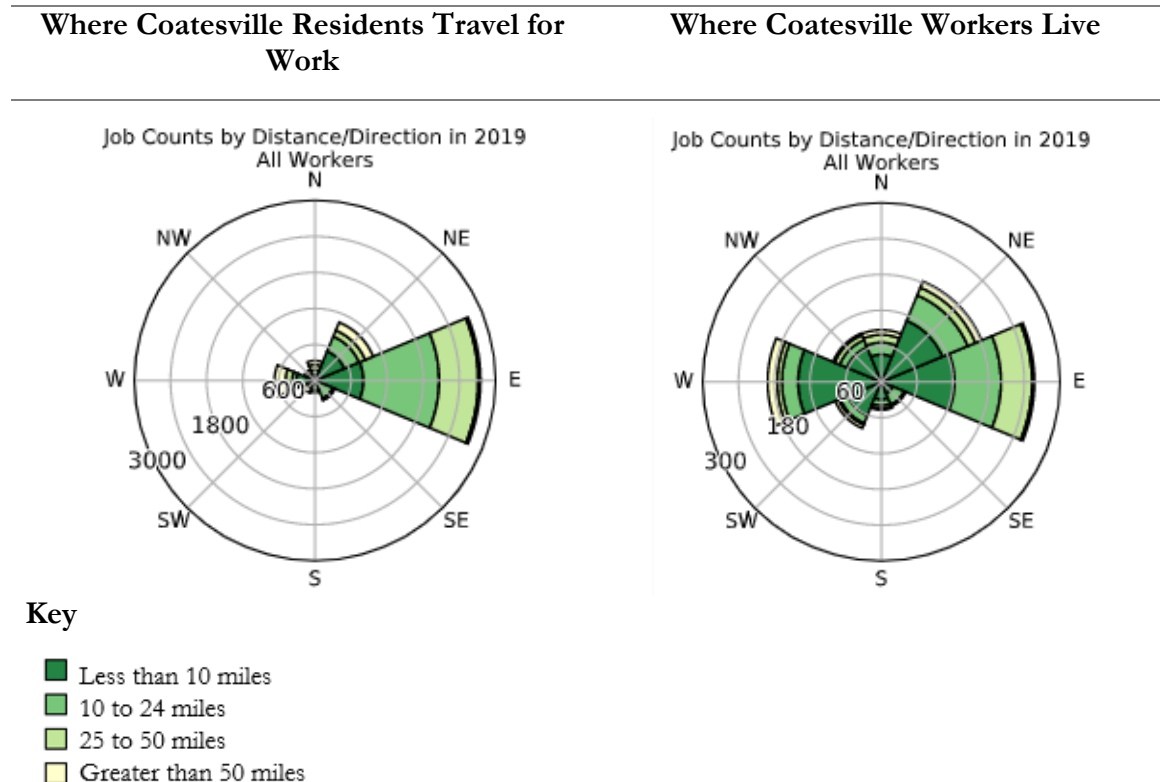 Where Coatesville Residents Travel for
Work
Where Coatesville Workers Live
Job Counts by Distance/Direction in 2019
All Workers
N
NW
NE
W
E
600
1800
3000
SW
SE
S
Job Counts by Distance/Direction in 2019
All Workers
N
NW
NE
W
E
60
180
300
SW
SE
S
Key
Less than 10 miles
10 to 24 miles
25 to 50 miles
Greater than 50 miles